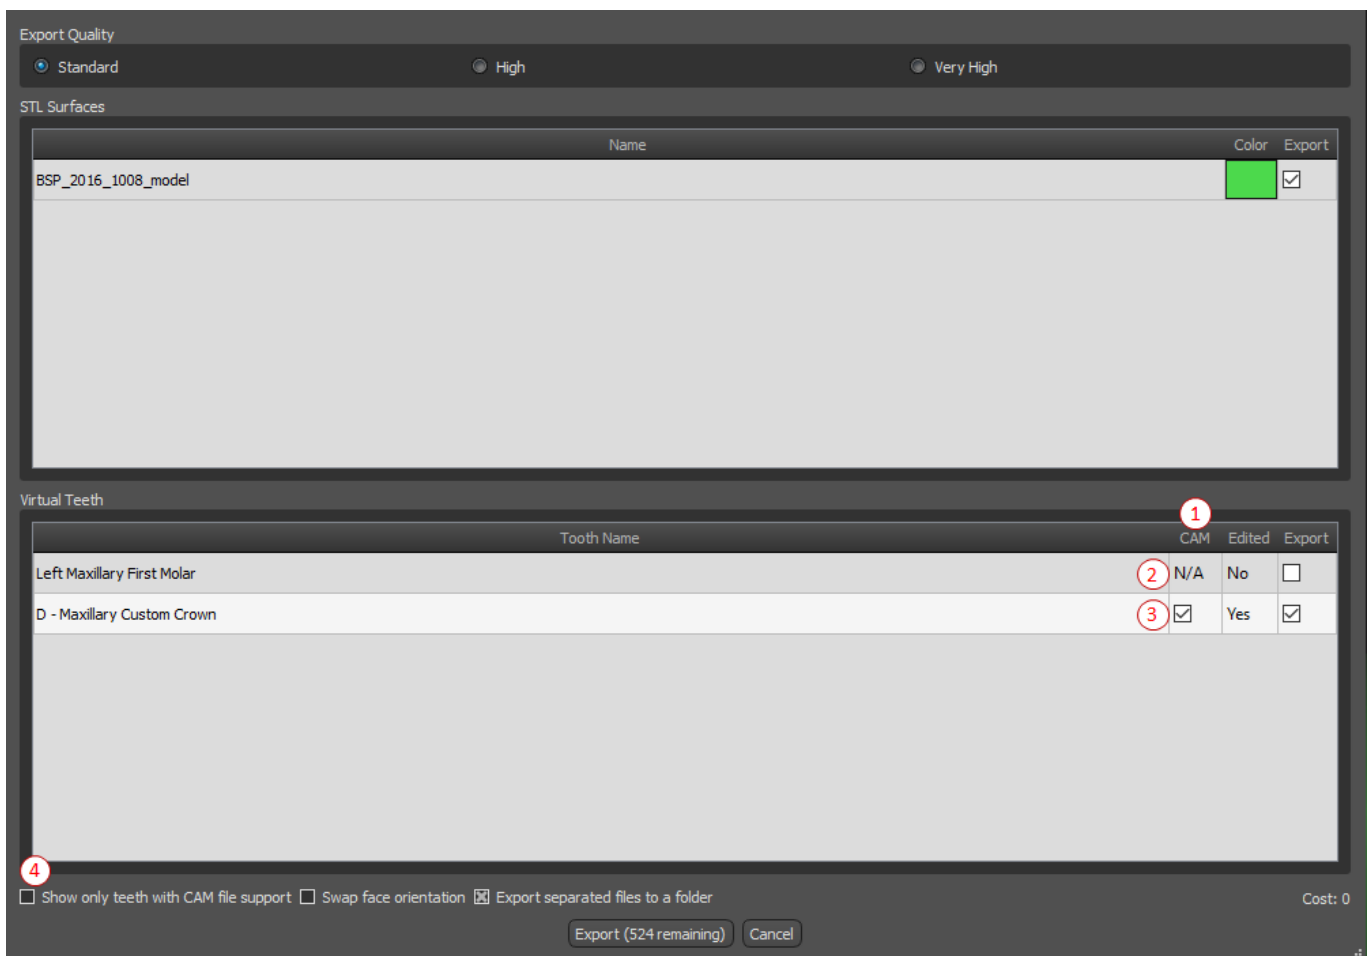 Export Quality
Standard High Very High
STL Surfaces
Name Color Export
BSP_2016_1008_model
Virtual Teeth
1
Tooth Name CAM Edited Export
Left Maxillary First Molar 2 N/A No
D - Maxillary Custom Crown 3 Yes
4
Show only teeth with CAM file support Swap face orientation Export separated files to a folder Cost: 0
Export (524 remaining) Cancel